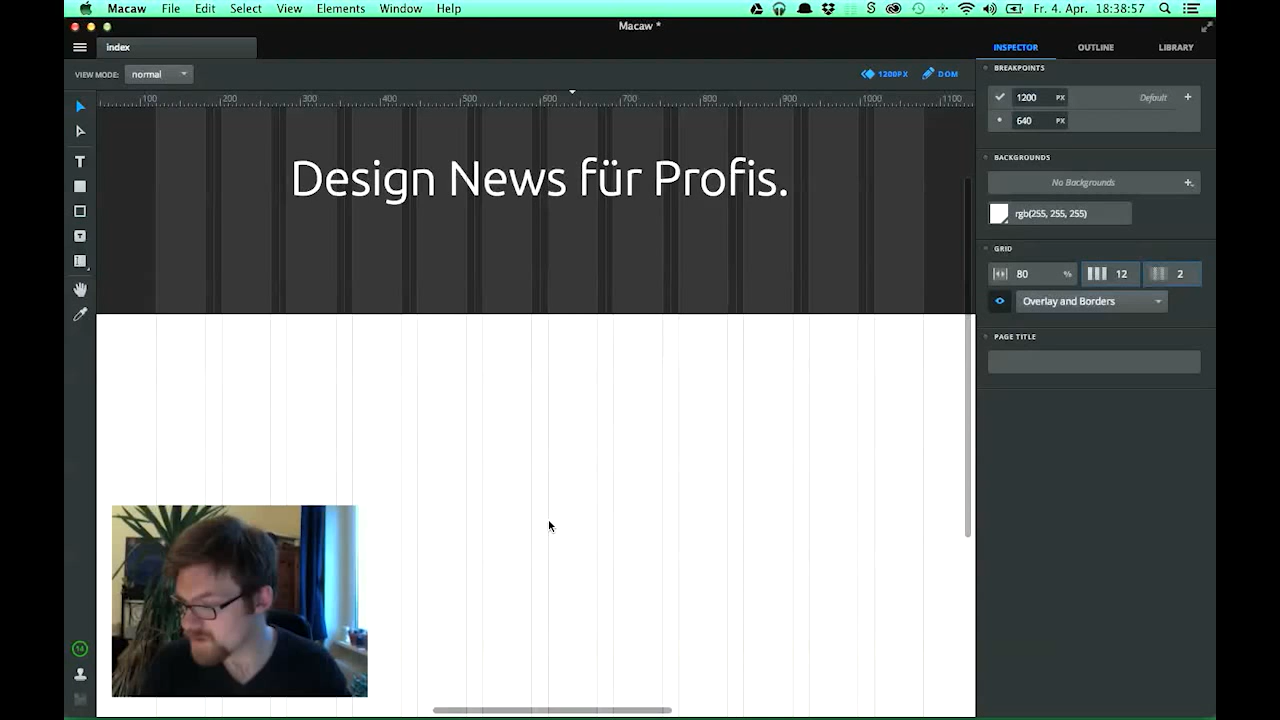 Macaw File Edit Select View Elements Window Help Fr. 4. Apr. 18:38:57
Macaw *
index
INSPECTOR OUTLINE LIBRARY
VIEW MODE: normal
1200PX DOM
BREAKPOINTS
100 200 300 400 500 600 700 800 900 1000 1100
1200 PX Default +
640 PX
Design News für Profis.
BACKGROUNDS
No Backgrounds +
rgb(255, 255, 255)
GRID
80 % 12 2
Overlay and Borders
PAGE TITLE
14